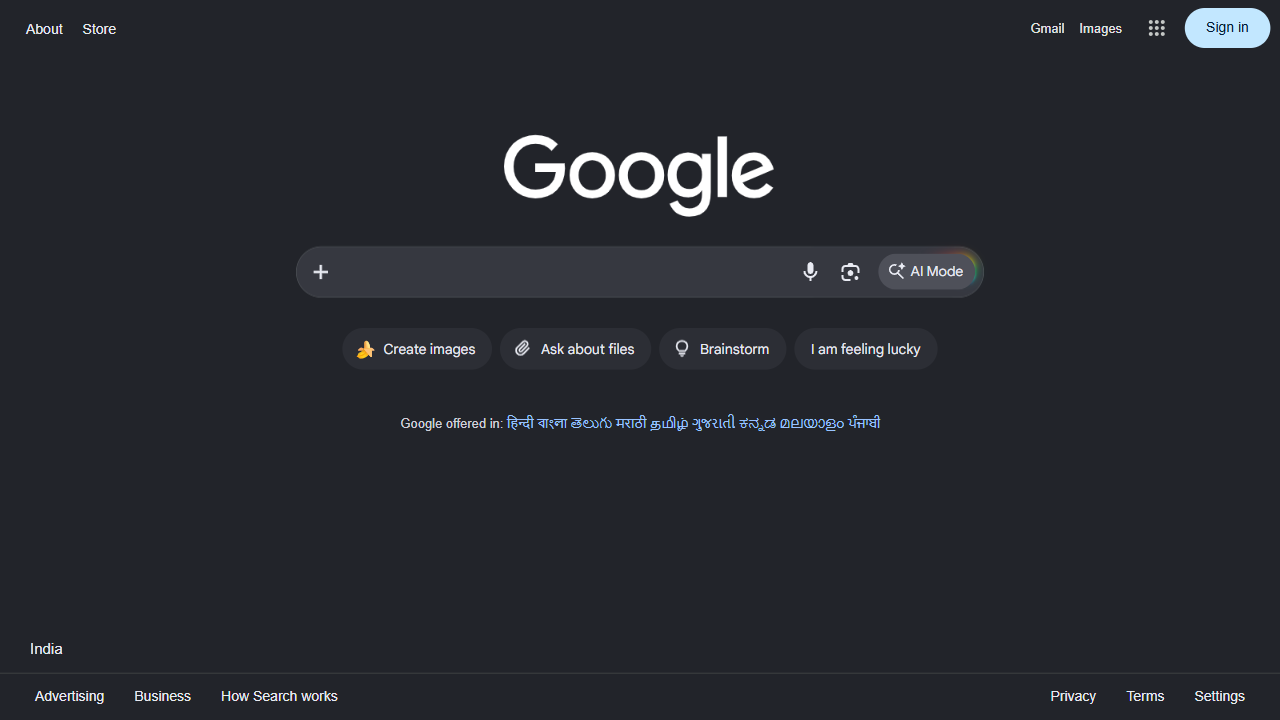 About Store Gmail Images Sign in
Google
AI Mode
Create images Ask about files Brainstorm I am feeling lucky
Google offered in: हिन्दी বাংলা తెలుగు मराठी தமிழ் ગુજરાતી ಕನ್ನಡ മലയാളം ਪੰਜਾਬੀ
India
Advertising Business How Search works Privacy Terms Settings